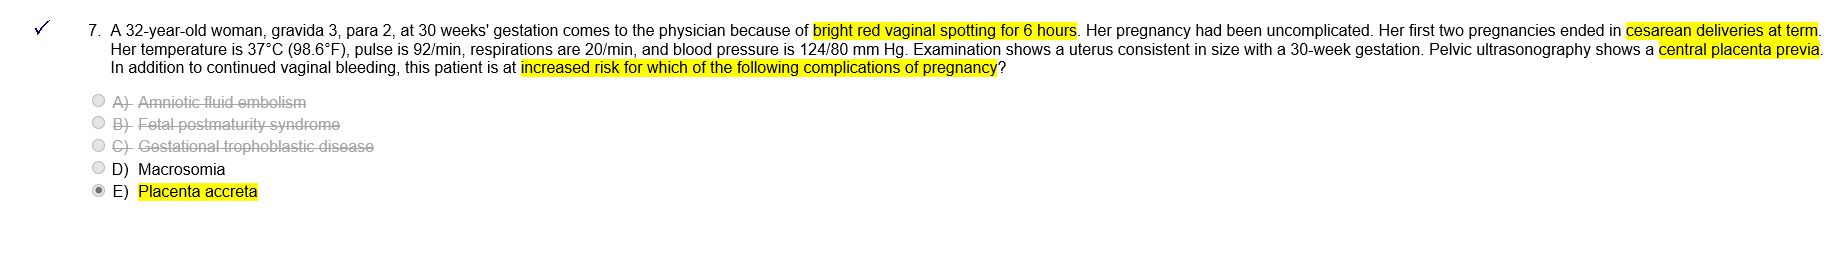 7. A 32-year-old woman, gravida 3, para 2, at 30 weeks' gestation comes to the physician because of bright red vaginal spotting for 6 hours. Her pregnancy had been uncomplicated. Her first two pregnancies ended in cesarean deliveries at term.
Her temperature is 37°C (98.6°F), pulse is 92/min, respirations are 20/min, and blood pressure is 124/80 mm Hg. Examination shows a uterus consistent in size with a 30-week gestation. Pelvic ultrasonography shows a central placenta previa.
In addition to continued vaginal bleeding, this patient is at increased risk for which of the following complications of pregnancy?
A) Amniotic fluid embolism
B) Fetal postmaturity syndrome
C) Gestational trophoblastic disease
D) Macrosomia
E) Placenta accreta